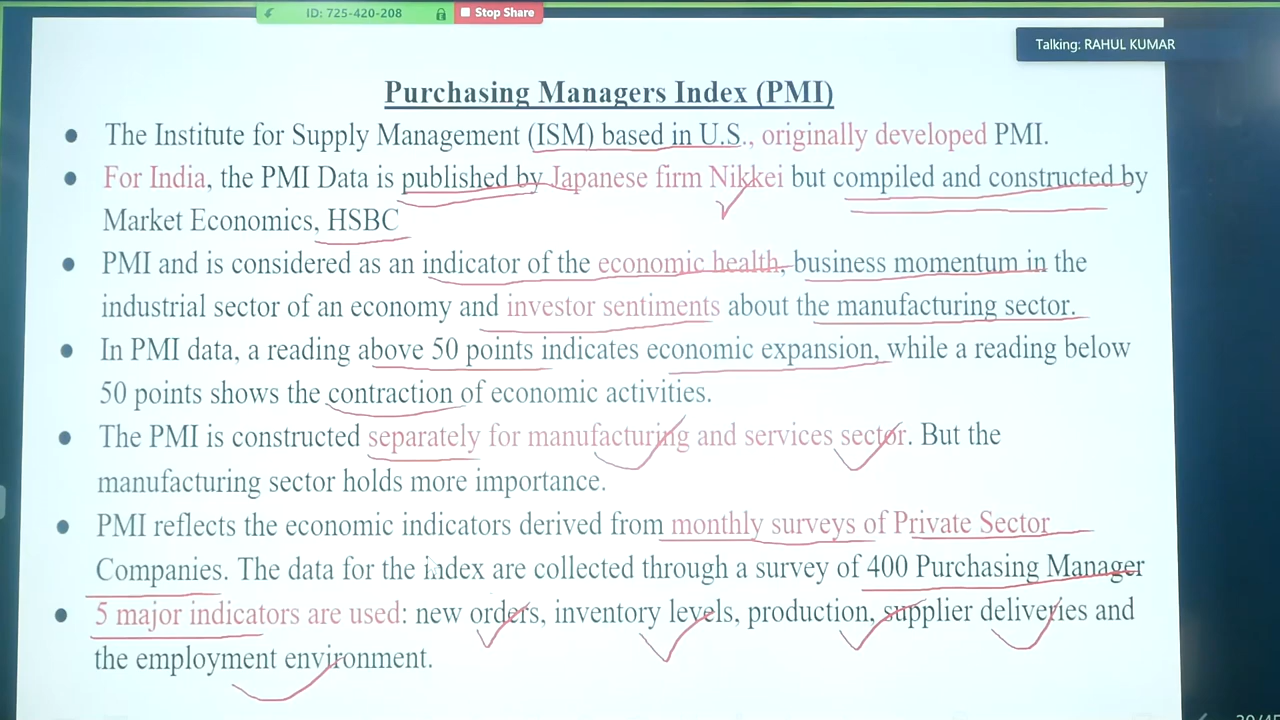 ID: 725-420-208
Stop Share
Talking: RAHUL KUMAR
Purchasing Managers Index (PMI)
• The Institute for Supply Management (ISM) based in U.S., originally developed PMI.
• For India, the PMI Data is published by Japanese firm Nikkei but compiled and constructed by
Market Economics, HSBC
• PMI and is considered as an indicator of the economic health, business momentum in the
industrial sector of an economy and investor sentiments about the manufacturing sector.
• In PMI data, a reading above 50 points indicates economic expansion, while a reading below
50 points shows the contraction of economic activities.
• The PMI is constructed separately for manufacturing and services sector. But the
manufacturing sector holds more importance.
• PMI reflects the economic indicators derived from monthly surveys of Private Sector
Companies. The data for the index are collected through a survey of 400 Purchasing Manager
• 5 major indicators are used: new orders, inventory levels, production, supplier deliveries and
the employment environment.